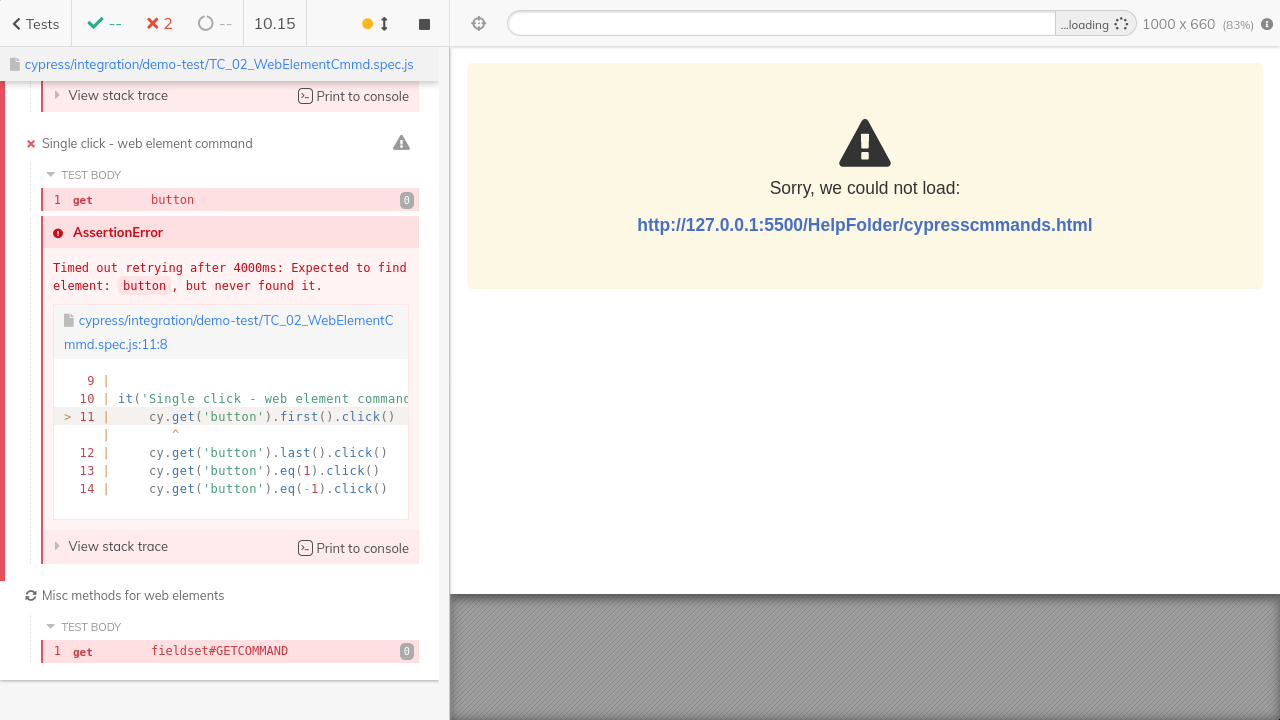 Tests -- 2 -- 10.15
...loading 1000 x 660 (83%)
cypress/integration/demo-test/TC_02_WebElementCmmd.spec.js
View stack trace Print to console
Single click - web element command
TEST BODY
1 get button 0
AssertionError
Timed out retrying after 4000ms: Expected to find
element: button, but never found it.
cypress/integration/demo-test/TC_02_WebElementC
mmd.spec.js:11:8
9 |
10 | it('Single click - web element command
> 11 | cy.get('button').first().click()
| ^
12 | cy.get('button').last().click()
13 | cy.get('button').eq(1).click()
14 | cy.get('button').eq(-1).click()
View stack trace Print to console
Misc methods for web elements
TEST BODY
1 get fieldset#GETCOMMAND 0
Sorry, we could not load:
http://127.0.0.1:5500/HelpFolder/cypresscmmands.html